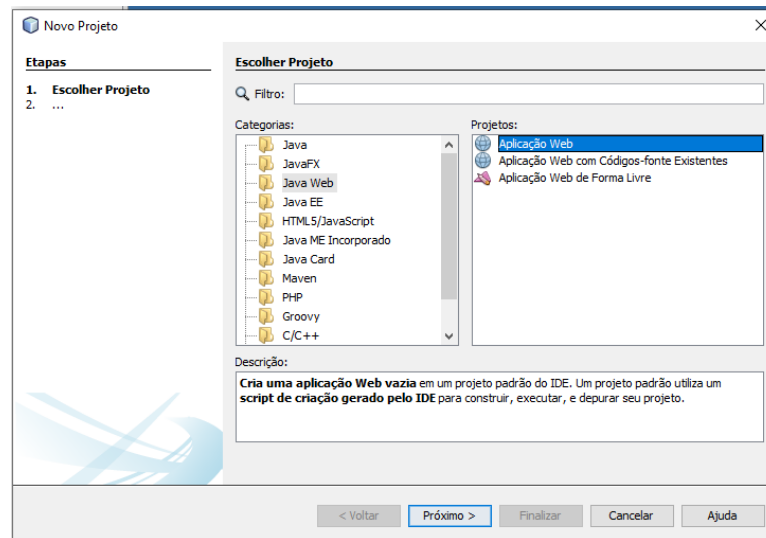 Novo Projeto
Etapas
1. Escolher Projeto
2. ...
Escolher Projeto
Filtro:
Categorias:
Java
JavaFX
Java Web
Java EE
HTML5/JavaScript
Java ME Incorporado
Java Card
Maven
PHP
Groovy
C/C++
Projetos:
Aplicação Web
Aplicação Web com Códigos-fonte Existentes
Aplicação Web de Forma Livre
Descrição:
Cria uma aplicação Web vazia em um projeto padrão do IDE. Um projeto padrão utiliza um
script de criação gerado pelo IDE para construir, executar, e depurar seu projeto.
< Voltar
Próximo >
Finalizar
Cancelar
Ajuda